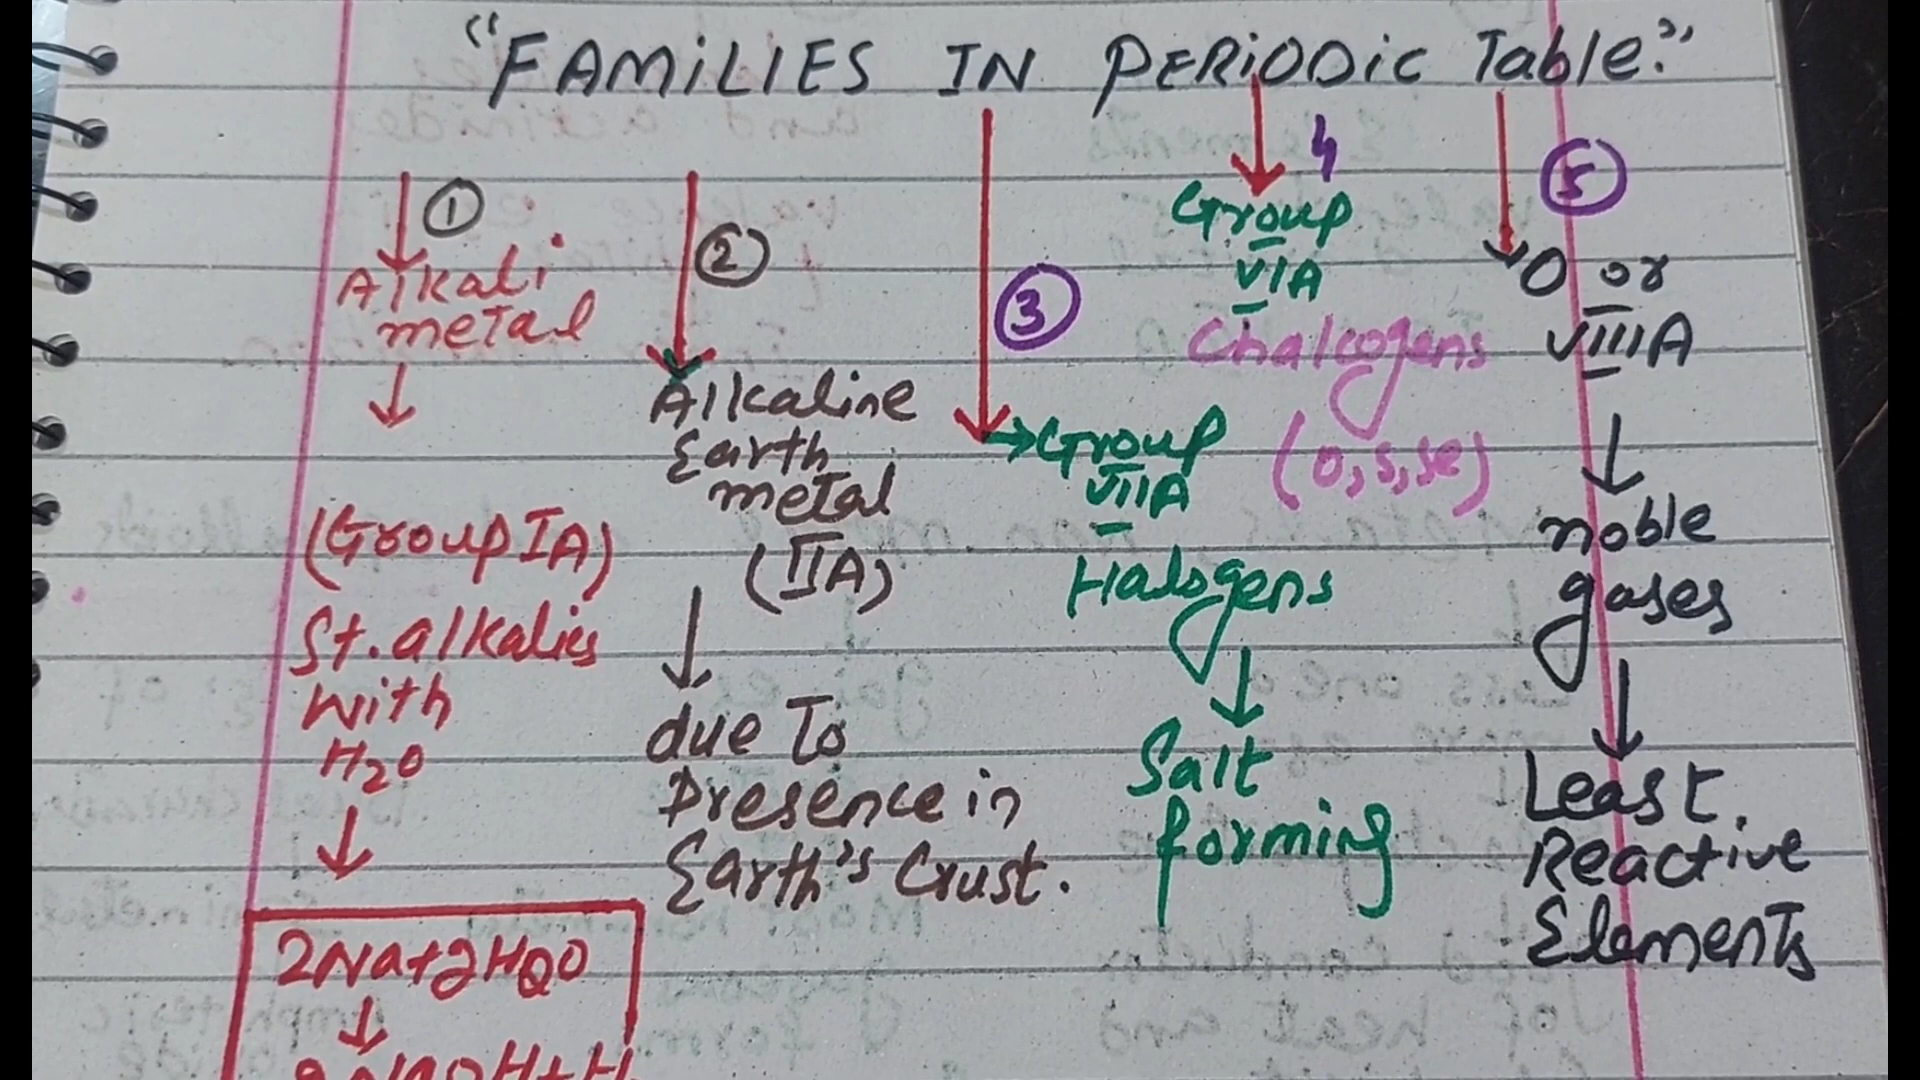 "FAMILIES IN PERIODIC Table."
1
Alkali
metal
(Group IA)
St. alkalies
with
H2O
2Na+2H2O
2NaOH+H
2
Alkaline
Earth
metal
(IIA)
due To
Presence in
Earth's Crust.
3
Group
VIIA
Halogens
Salt
forming
4
Group
VIA
Chalcogens
(O, S, Se)
5
O or
VIIIA
noble
gases
Least
Reactive
Elements